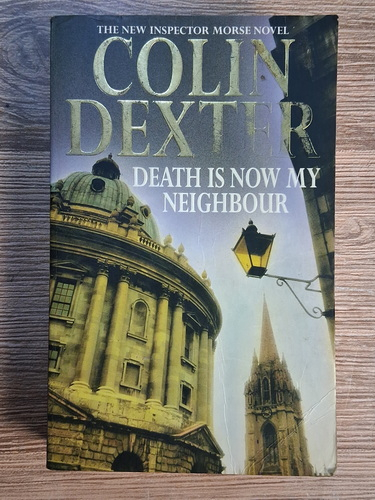 THE NEW INSPECTOR MORSE NOVEL
COLIN
DEXTER
DEATH IS NOW MY
NEIGHBOUR